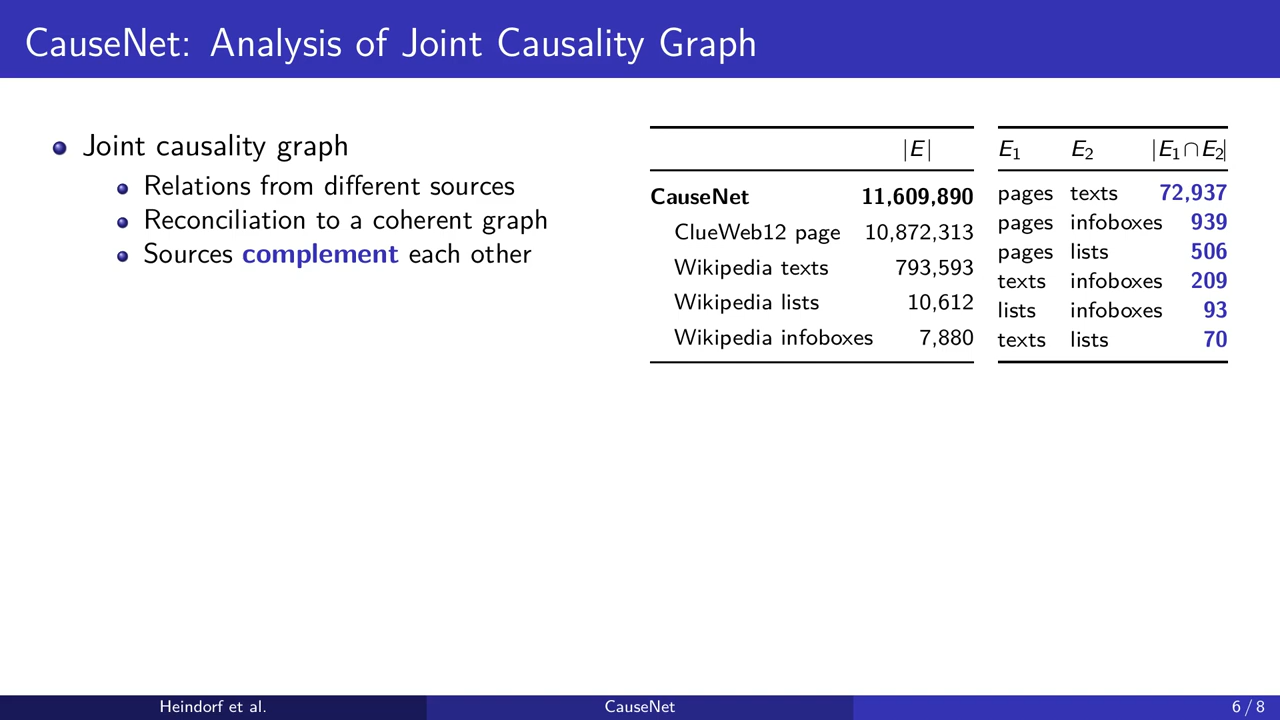 CauseNet: Analysis of Joint Causality Graph
Joint causality graph
Relations from different sources
Reconciliation to a coherent graph
Sources complement each other
|E|
CauseNet 11,609,890
ClueWeb12 page 10,872,313
Wikipedia texts 793,593
Wikipedia lists 10,612
Wikipedia infoboxes 7,880
E₁ E₂ |E₁∩E₂|
pages texts 72,937
pages infoboxes 939
pages lists 506
texts infoboxes 209
lists infoboxes 93
texts lists 70
Heindorf et al. CauseNet 6 / 8